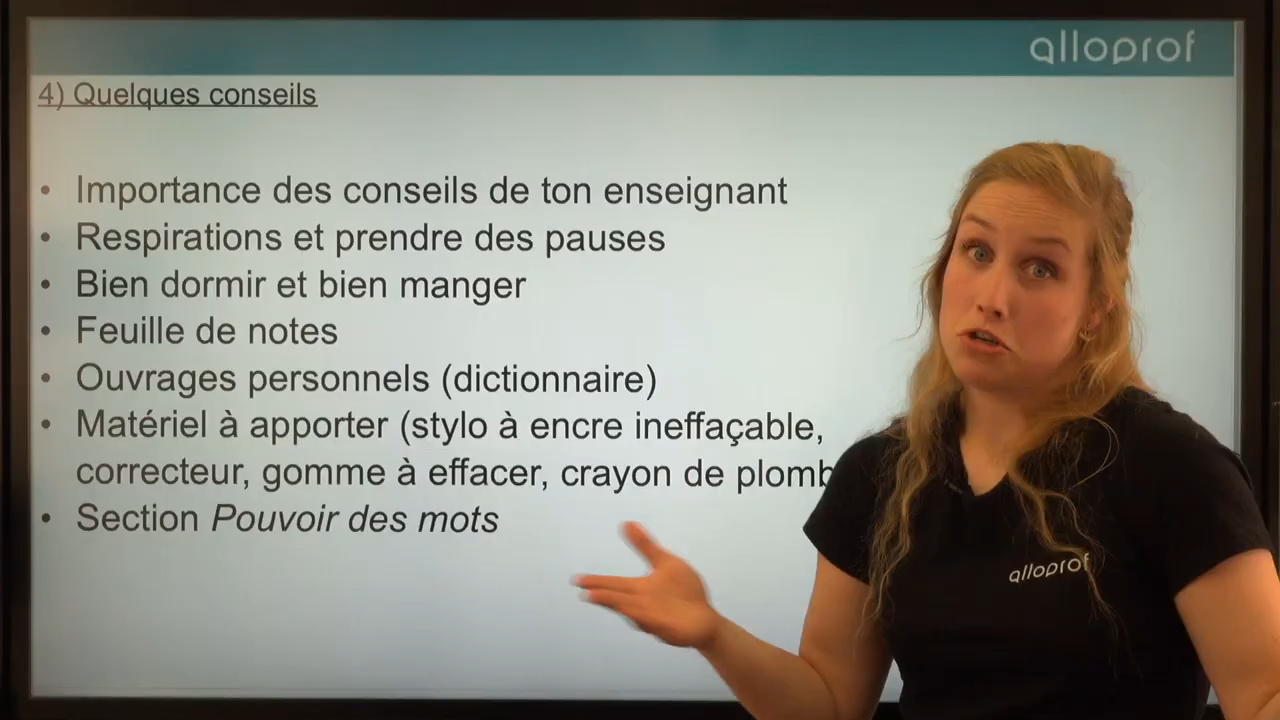 alloprof
4) Quelques conseils
• Importance des conseils de ton enseignant
• Respirations et prendre des pauses
• Bien dormir et bien manger
• Feuille de notes
• Ouvrages personnels (dictionnaire)
• Matériel à apporter (stylo à encre ineffaçable,
correcteur, gomme à effacer, crayon de plomb
• Section Pouvoir des mots
alloprof